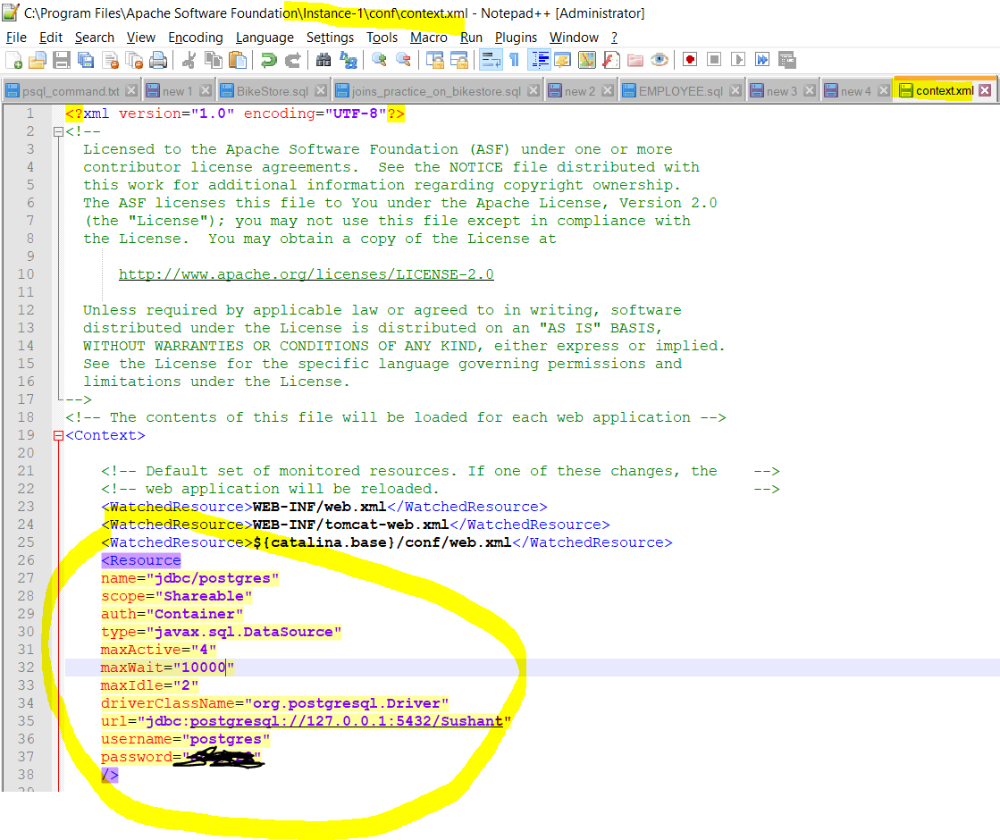 C:\Program Files\Apache Software Foundation\Instance-1\conf\context.xml - Notepad++ [Administrator]
File Edit Search View Encoding Language Settings Tools Macro Run Plugins Window ?
psql_command.txt new 1 BikeStore.sql joins_practice_on_bikestore.sql new 2 EMPLOYEE.sql new 3 new 4 context.xml
1 <?xml version="1.0" encoding="UTF-8"?>
2 <!--
3 Licensed to the Apache Software Foundation (ASF) under one or more
4 contributor license agreements.  See the NOTICE file distributed with
5 this work for additional information regarding copyright ownership.
6 The ASF licenses this file to You under the Apache License, Version 2.0
7 (the "License"); you may not use this file except in compliance with
8 the License.  You may obtain a copy of the License at
9
10 http://www.apache.org/licenses/LICENSE-2.0
11
12 Unless required by applicable law or agreed to in writing, software
13 distributed under the License is distributed on an "AS IS" BASIS,
14 WITHOUT WARRANTIES OR CONDITIONS OF ANY KIND, either express or implied.
15 See the License for the specific language governing permissions and
16 limitations under the License.
17 -->
18 <!-- The contents of this file will be loaded for each web application -->
19 <Context>
20
21 <!-- Default set of monitored resources. If one of these changes, the -->
22 <!-- web application will be reloaded. -->
23 <WatchedResource>WEB-INF/web.xml</WatchedResource>
24 <WatchedResource>WEB-INF/tomcat-web.xml</WatchedResource>
25 <WatchedResource>${catalina.base}/conf/web.xml</WatchedResource>
26 <Resource
27 name="jdbc/postgres"
28 scope="Shareable"
29 auth="Container"
30 type="javax.sql.DataSource"
31 maxActive="4"
32 maxWait="10000"
33 maxIdle="2"
34 driverClassName="org.postgresql.Driver"
35 url="jdbc:postgresql://127.0.0.1:5432/Sushant"
36 username="postgres"
37 password=" "
38 />